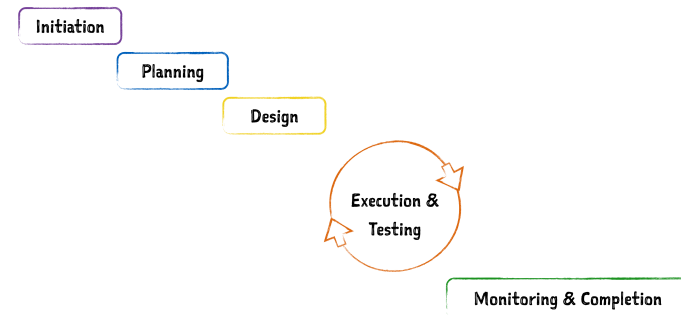 Initiation
Planning
Design
Execution &
Testing
Monitoring & Completion